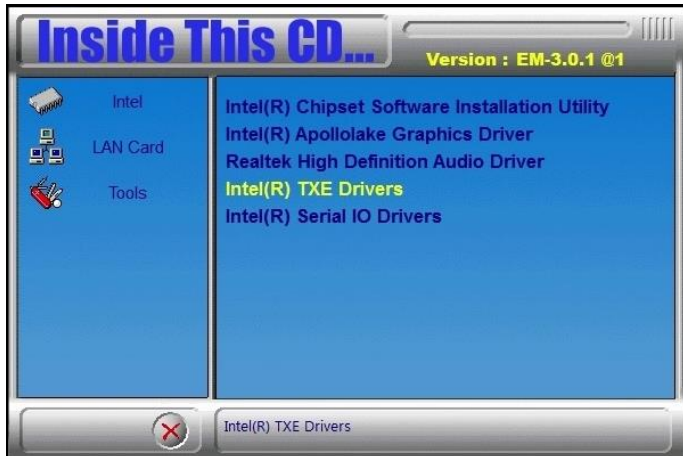 Inside This CD...
Version : EM-3.0.1 @1
Intel
LAN Card
Tools
Intel(R) Chipset Software Installation Utility
Intel(R) Apollolake Graphics Driver
Realtek High Definition Audio Driver
Intel(R) TXE Drivers
Intel(R) Serial IO Drivers
Intel(R) TXE Drivers